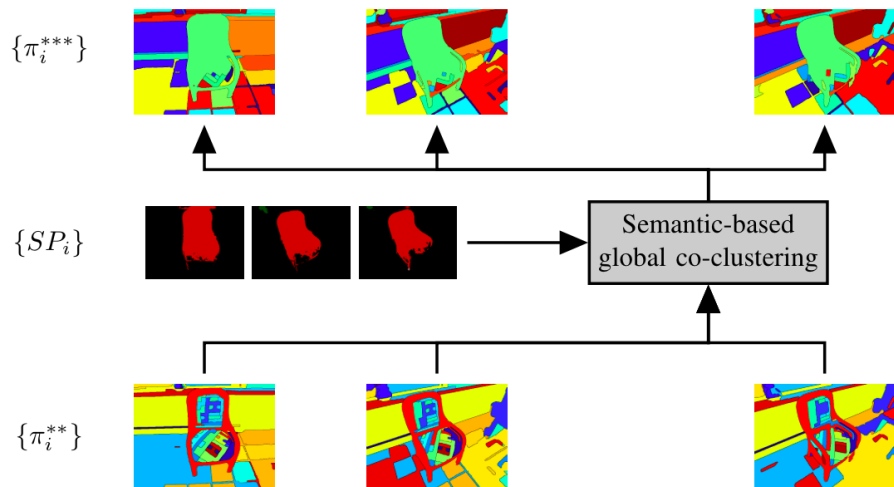 {π_i^{***}}
{SP_i}
Semantic-based
global co-clustering
{π_i^{**}}